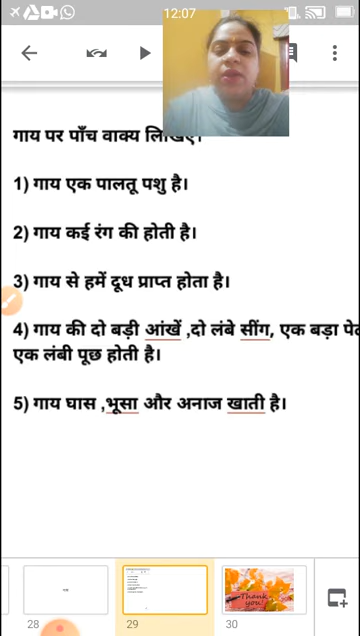 12:07
गाय पर पाँच वाक्य लिखिए।
1) गाय एक पालतू पशु है।
2) गाय कई रंग की होती है।
3) गाय से हमें दूध प्राप्त होता है।
4) गाय की दो बड़ी आंखें ,दो लंबे सींग, एक बड़ा
एक लंबी पूछ होती है।
5) गाय घास ,भूसा और अनाज खाती है।
Thank
you!
28
29
30